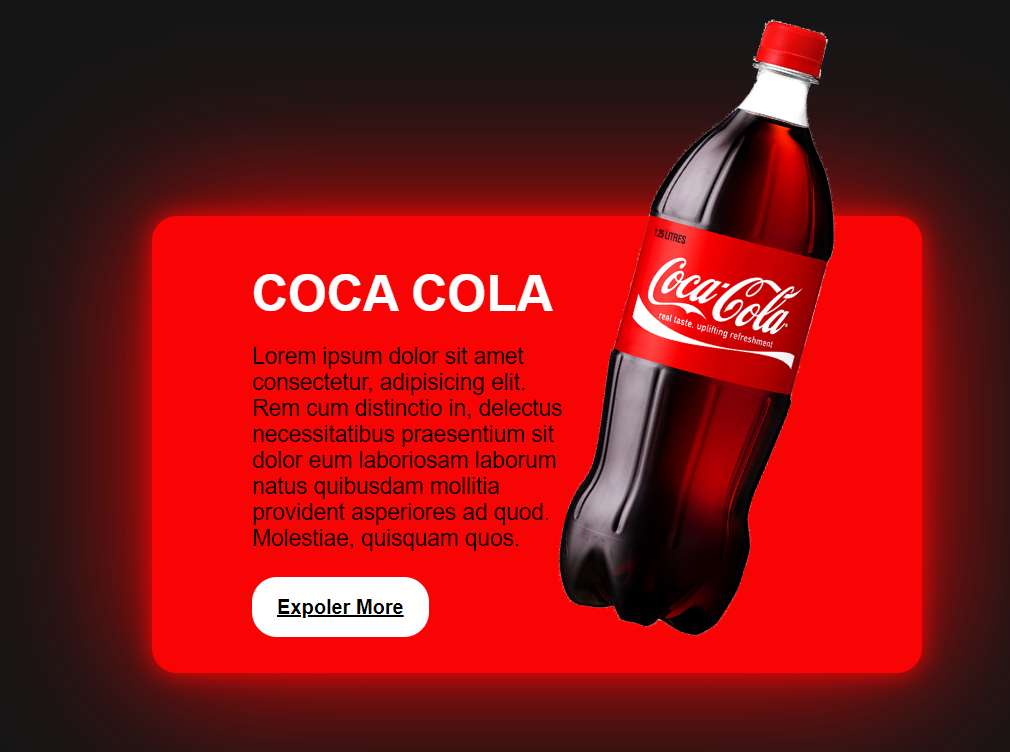 1.25 LITRES
Coca-Cola
real taste. uplifting refreshment
COCA COLA
Lorem ipsum dolor sit amet
consectetur, adipisicing elit.
Rem cum distinctio in, delectus
necessitatibus praesentium sit
dolor eum laboriosam laborum
natus quibusdam mollitia
provident asperiores ad quod.
Molestiae, quisquam quos.
Expoler More